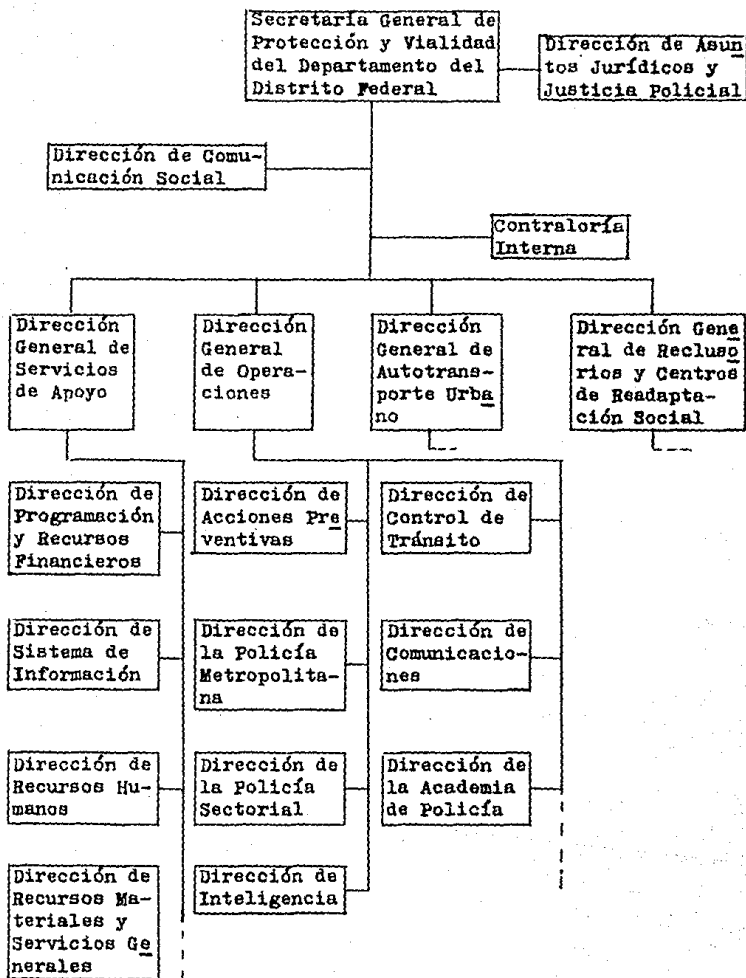 Secretaría General de
Protección y Vialidad
del Departamento del
Distrito Federal
Dirección de Asun
tos Jurídicos y
Justicia Policial
Dirección de Comu-
nicación Social
Contraloría
Interna
Dirección
General de
Servicios
de Apoyo
Dirección
General
de Opera-
ciones
Dirección
General de
Autotrans-
porte Urba
no
Dirección Gene
ral de Recluso
rios y Centros
de Readapta-
ción Social
Dirección de
Programación
y Recursos
Financieros
Dirección de
Acciones Pre
ventivas
Dirección de
Control de
Tránsito
Dirección de
Sistema de
Información
Dirección de
la Policía
Metropolita-
na
Dirección de
Comunicacio-
nes
Dirección de
Recursos Hu-
manos
Dirección de
la Policía
Sectorial
Dirección de
la Academia
de Policía
Dirección de
Recursos Ma-
teriales y
Servicios Ge
nerales
Dirección de
Inteligencia